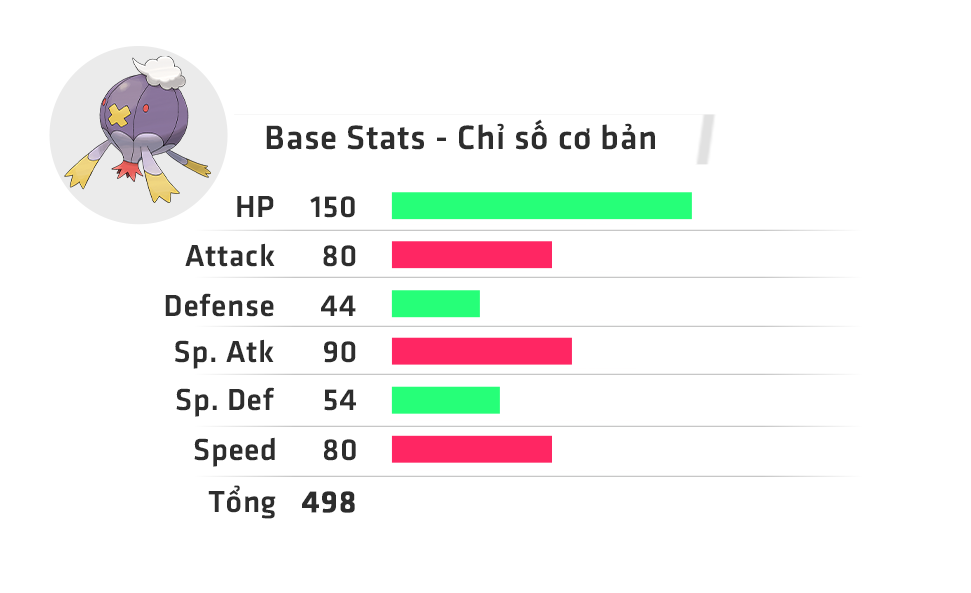 Base Stats - Chỉ số cơ bản
HP 150
Attack 80
Defense 44
Sp. Atk 90
Sp. Def 54
Speed 80
Tổng 498